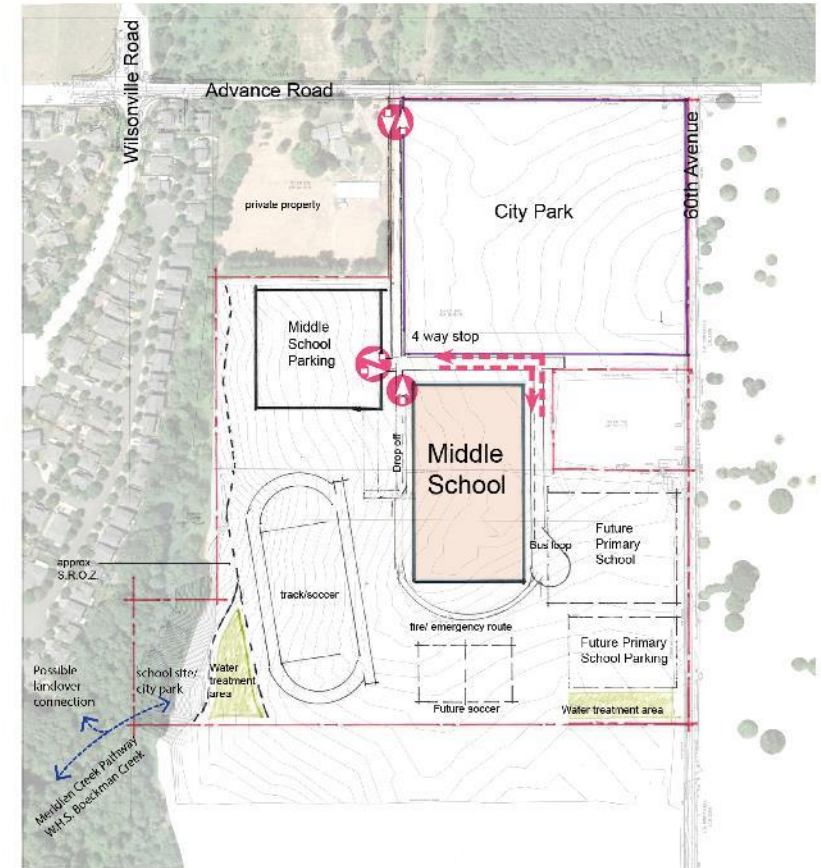 Wilsonville Road
Advance Road
60th Avenue
private property
City Park
4 way stop
Middle
School
Parking
Drop off
Middle
School
Bus loop
Future
Primary
School
approx
S.R.O.Z.
track/soccer
fire/ emergency route
Future Primary
School Parking
Possible
landover
connection
school site/
city park
Water
treatment
area
Future soccer
Water treatment area
Meridien Creek Pathway
W.H.S. Boeckman Creek